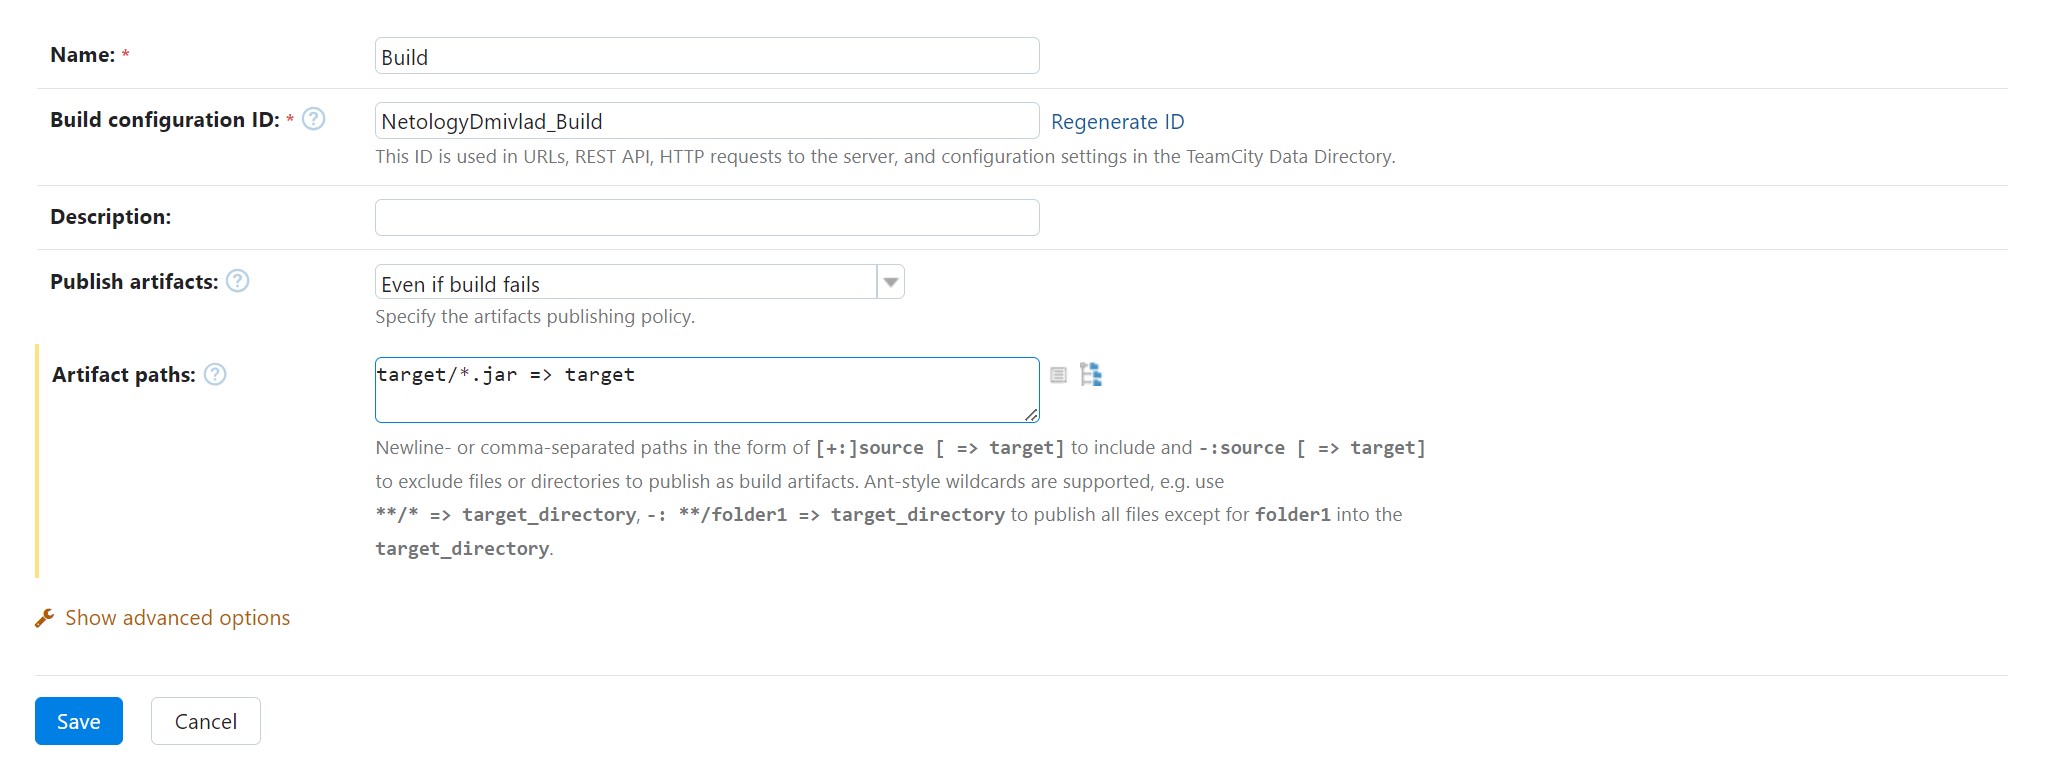 Name: *
Build
Build configuration ID: * ?
NetologyDmivlad_Build
Regenerate ID
This ID is used in URLs, REST API, HTTP requests to the server, and configuration settings in the TeamCity Data Directory.
Description:
Publish artifacts: ?
Even if build fails
Specify the artifacts publishing policy.
Artifact paths: ?
target/*.jar => target
Newline- or comma-separated paths in the form of [+:]source [ => target] to include and -:source [ => target]
to exclude files or directories to publish as build artifacts. Ant-style wildcards are supported, e.g. use
**/* => target_directory, -: **/folder1 => target_directory to publish all files except for folder1 into the
target_directory.
Show advanced options
Save
Cancel